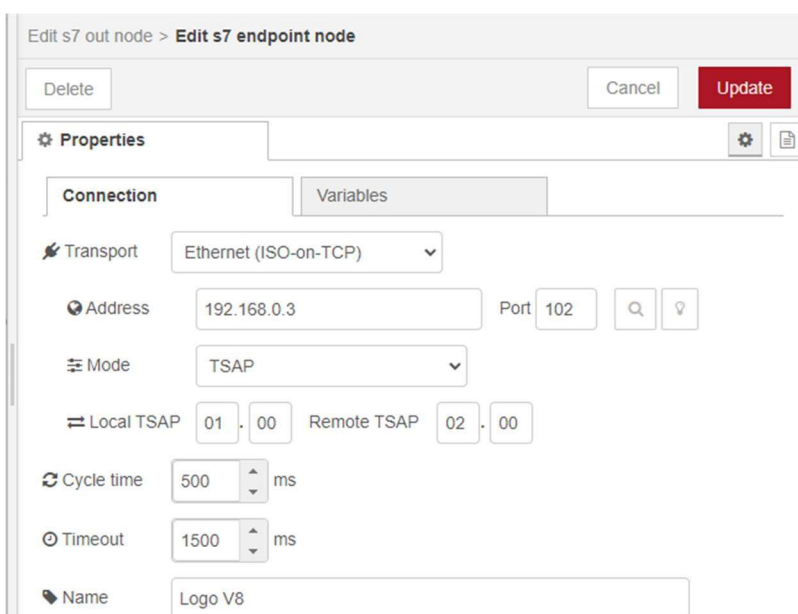 Edit s7 out node > Edit s7 endpoint node
Delete Cancel Update
Properties
Connection Variables
Transport Ethernet (ISO-on-TCP)
Address 192.168.0.3 Port 102
Mode TSAP
Local TSAP 01 . 00 Remote TSAP 02 . 00
Cycle time 500 ms
Timeout 1500 ms
Name Logo V8